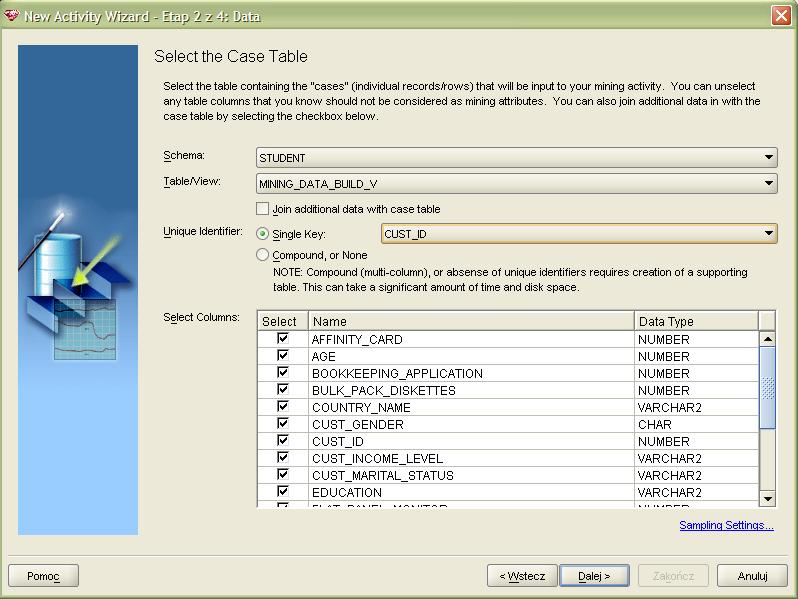 New Activity Wizard - Etap 2 z 4: Data
Select the Case Table
Select the table containing the "cases" (individual records/rows) that will be input to your mining activity. You can unselect
any table columns that you know should not be considered as mining attributes. You can also join additional data in with the
case table by selecting the checkbox below.
Schema: STUDENT
Table/View: MINING_DATA_BUILD_V
Join additional data with case table
Unique Identifier: Single Key: CUST_ID
Compound, or None
NOTE: Compound (multi-column), or absense of unique identifiers requires creation of a supporting
table. This can take a significant amount of time and disk space.
Select Columns: Select Name Data Type
AFFINITY_CARD NUMBER
AGE NUMBER
BOOKKEEPING_APPLICATION NUMBER
BULK_PACK_DISKETTES NUMBER
COUNTRY_NAME VARCHAR2
CUST_GENDER CHAR
CUST_ID NUMBER
CUST_INCOME_LEVEL VARCHAR2
CUST_MARITAL_STATUS VARCHAR2
EDUCATION VARCHAR2
Sampling Settings...
Pomoc < Wstecz Dalej > Zakończ Anuluj